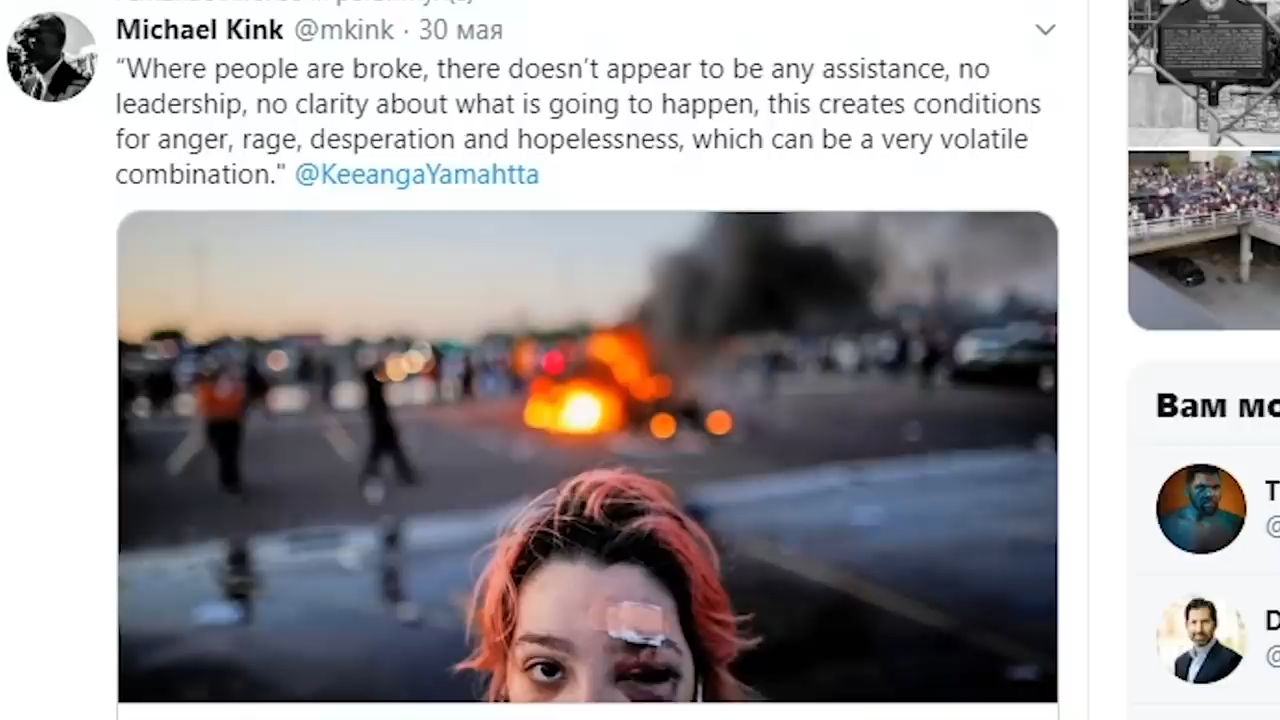 Michael Kink @mkink · 30 мая
“Where people are broke, there doesn’t appear to be any assistance, no
leadership, no clarity about what is going to happen, this creates conditions
for anger, rage, desperation and hopelessness, which can be a very volatile
combination." @KeeangaYamahtta
Вам мо
T
@
D
@